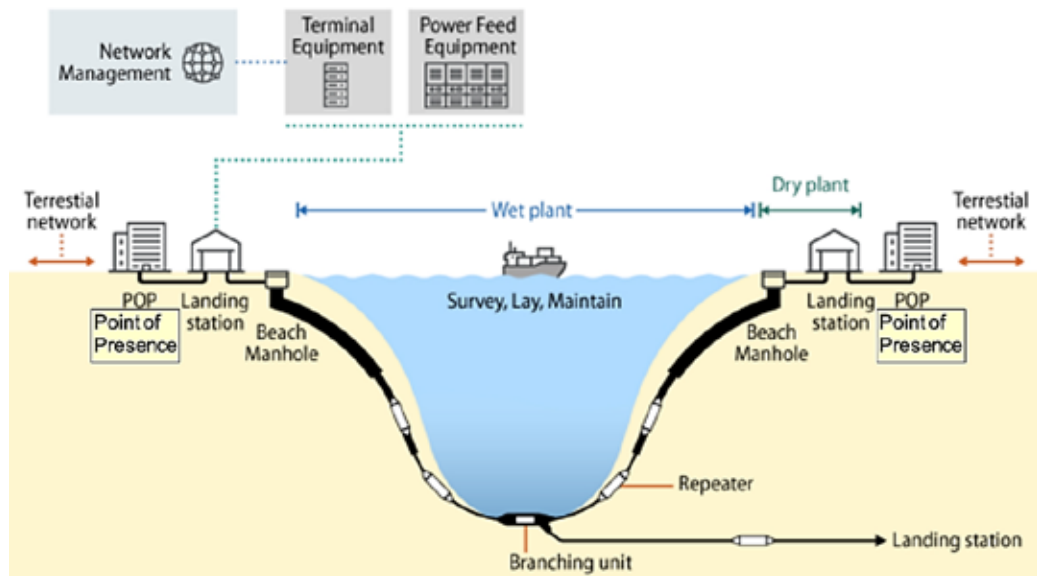 Network
Management
Terminal
Equipment
Power Feed
Equipment
Terrestial
network
Wet plant
Dry plant
Terrestial
network
POP
Point of
Presence
Landing
station
Beach
Manhole
Survey, Lay, Maintain
Beach
Manhole
Landing
station
POP
Point of
Presence
Repeater
Branching unit
Landing station